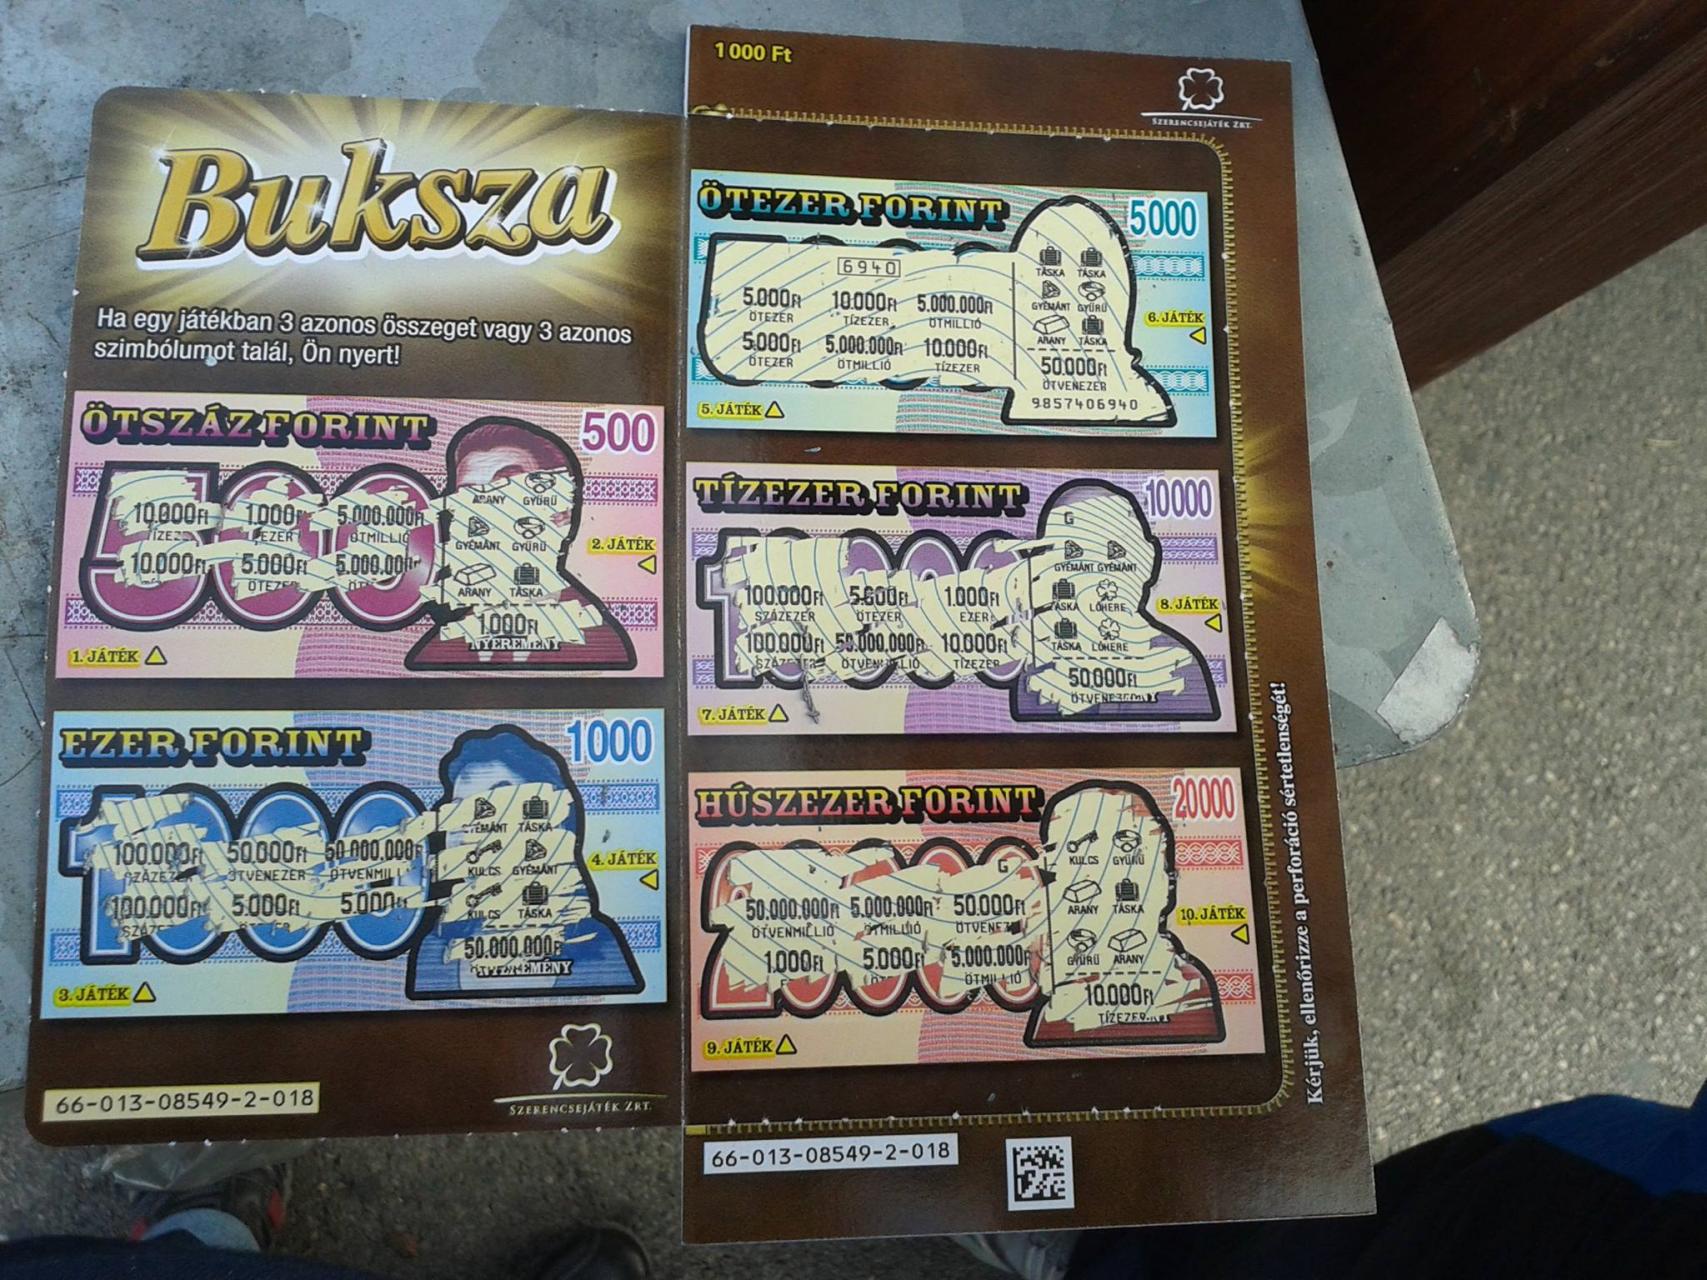 Buksza
Ha egy játékban 3 azonos összeget vagy 3 azonos
szimbólumot talál, Ön nyert!
ÖTSZÁZ FORINT 500
10.000Ft 1.000Ft 5.000.000Ft
EZER ÖTMILLIÓ
10.000Ft 5.000Ft 5.000.000Ft
ARANY GYŰRŰ
GYÉMÁNT GYŰRŰ
ARANY TÁSKA
1.000Ft
NYEREMÉNY
1. JÁTÉK
2. JÁTÉK
EZER FORINT 1000
100.000Ft 50.000Ft 50.000.000Ft
SZÁZEZER ÖTVENEZER
100.000Ft 5.000Ft 5.000Ft
GYÉMÁNT TÁSKA
KULCS GYÉMÁNT
KULCS TÁSKA
50.000.000Ft
3. JÁTÉK
4. JÁTÉK
66-013-08549-2-018
SZERENCSEJÁTÉK ZRT.
1 000 Ft
SZERENCSEJÁTÉK ZRT.
ÖTEZER FORINT 5000
6940
5.000Ft 10.000Ft 5.000.000Ft
ÖTEZER TÍZEZER ÖTMILLIÓ
5.000Ft 5.000.000Ft 10.000Ft
ÖTEZER ÖTMILLIÓ TÍZEZER
TÁSKA TÁSKA
GYÉMÁNT GYŰRŰ
ARANY TÁSKA
50.000Ft
ÖTVENEZER
9857406940
5. JÁTÉK
6. JÁTÉK
TÍZEZER FORINT 10000
100.000Ft 5.000Ft 1.000Ft
SZÁZEZER ÖTEZER EZER
100.000Ft 50.000.000Ft 10.000Ft
TÍZEZER
G
GYÉMÁNT GYÉMÁNT
TÁSKA LÓHERE
TÁSKA LÓHERE
50.000Ft
7. JÁTÉK
8. JÁTÉK
HÚSZEZER FORINT 20000
G
50.000.000Ft 5.000.000Ft 50.000Ft
ÖTVENMILLIÓ ÖTMILLIÓ
1.000Ft 5.000Ft 5.000.000Ft
ÖTMILLIÓ
KULCS GYŰRŰ
ARANY TÁSKA
GYŰRŰ ARANY
10.000Ft
TÍZEZER
9. JÁTÉK
10. JÁTÉK
66-013-08549-2-018
Kérjük, ellenőrizze a perforáció sértetlenségét!